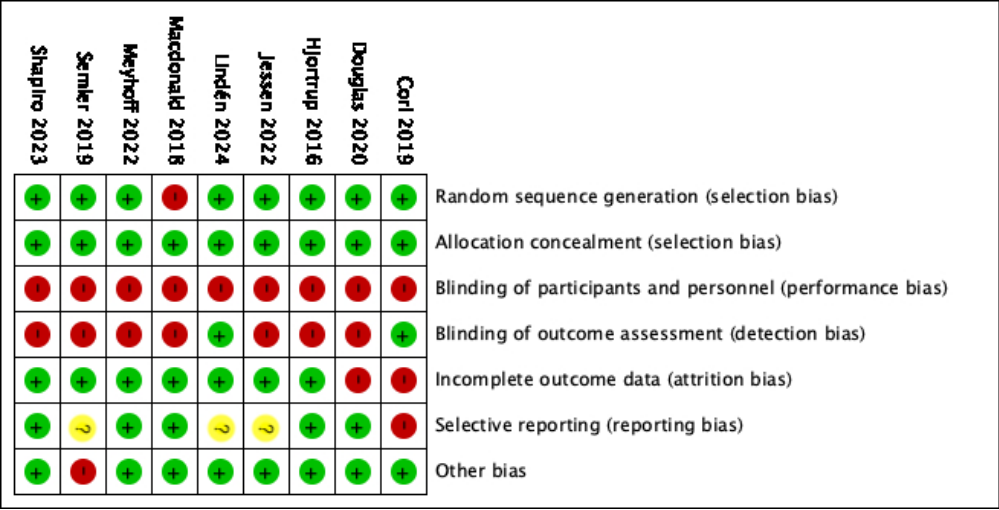 Shapiro 2023
Semler 2019
Meyhoff 2022
Macdonald 2018
Lindén 2024
Jessen 2022
Hjortrup 2016
Douglas 2020
Corl 2019
+ + + - + + + + + Random sequence generation (selection bias)
+ + + + + + + + + Allocation concealment (selection bias)
- - - - - - - - - Blinding of participants and personnel (performance bias)
- - - - + - - - + Blinding of outcome assessment (detection bias)
+ + + + + + + - - Incomplete outcome data (attrition bias)
+ ? + + ? ? + + - Selective reporting (reporting bias)
+ - + + + + + + + Other bias